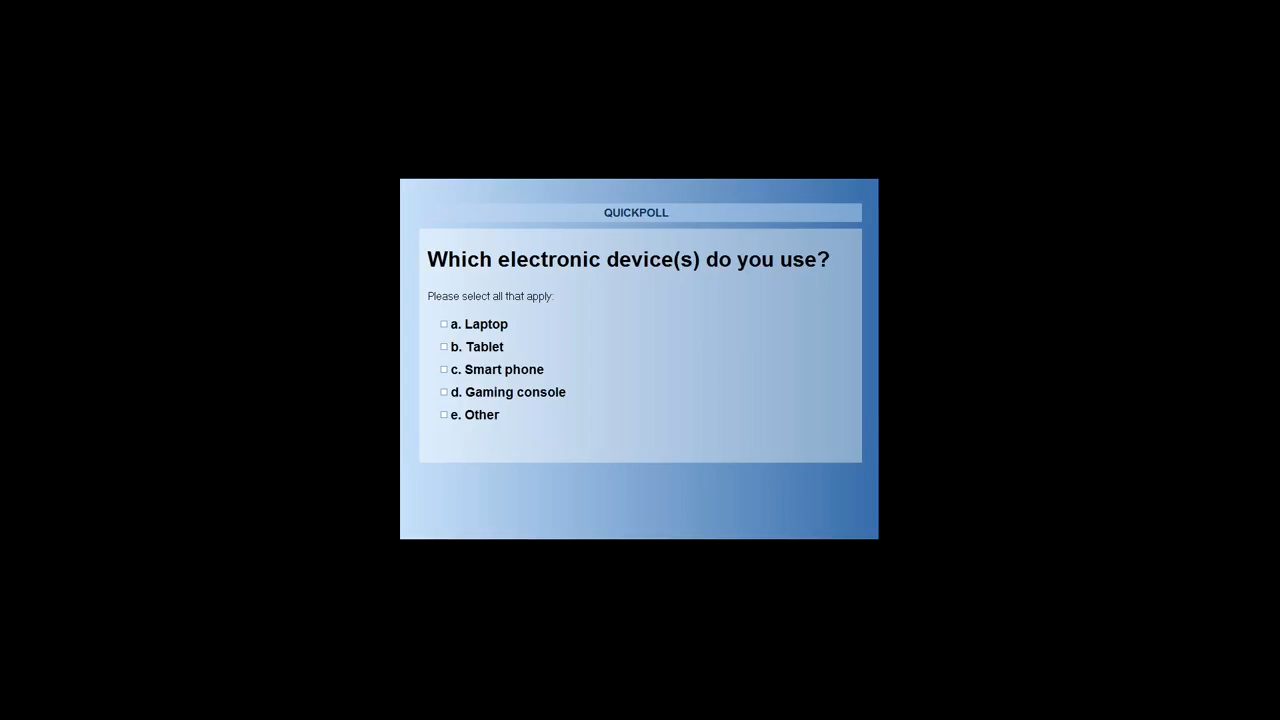 QUICKPOLL
Which electronic device(s) do you use?
Please select all that apply:
a. Laptop
b. Tablet
c. Smart phone
d. Gaming console
e. Other